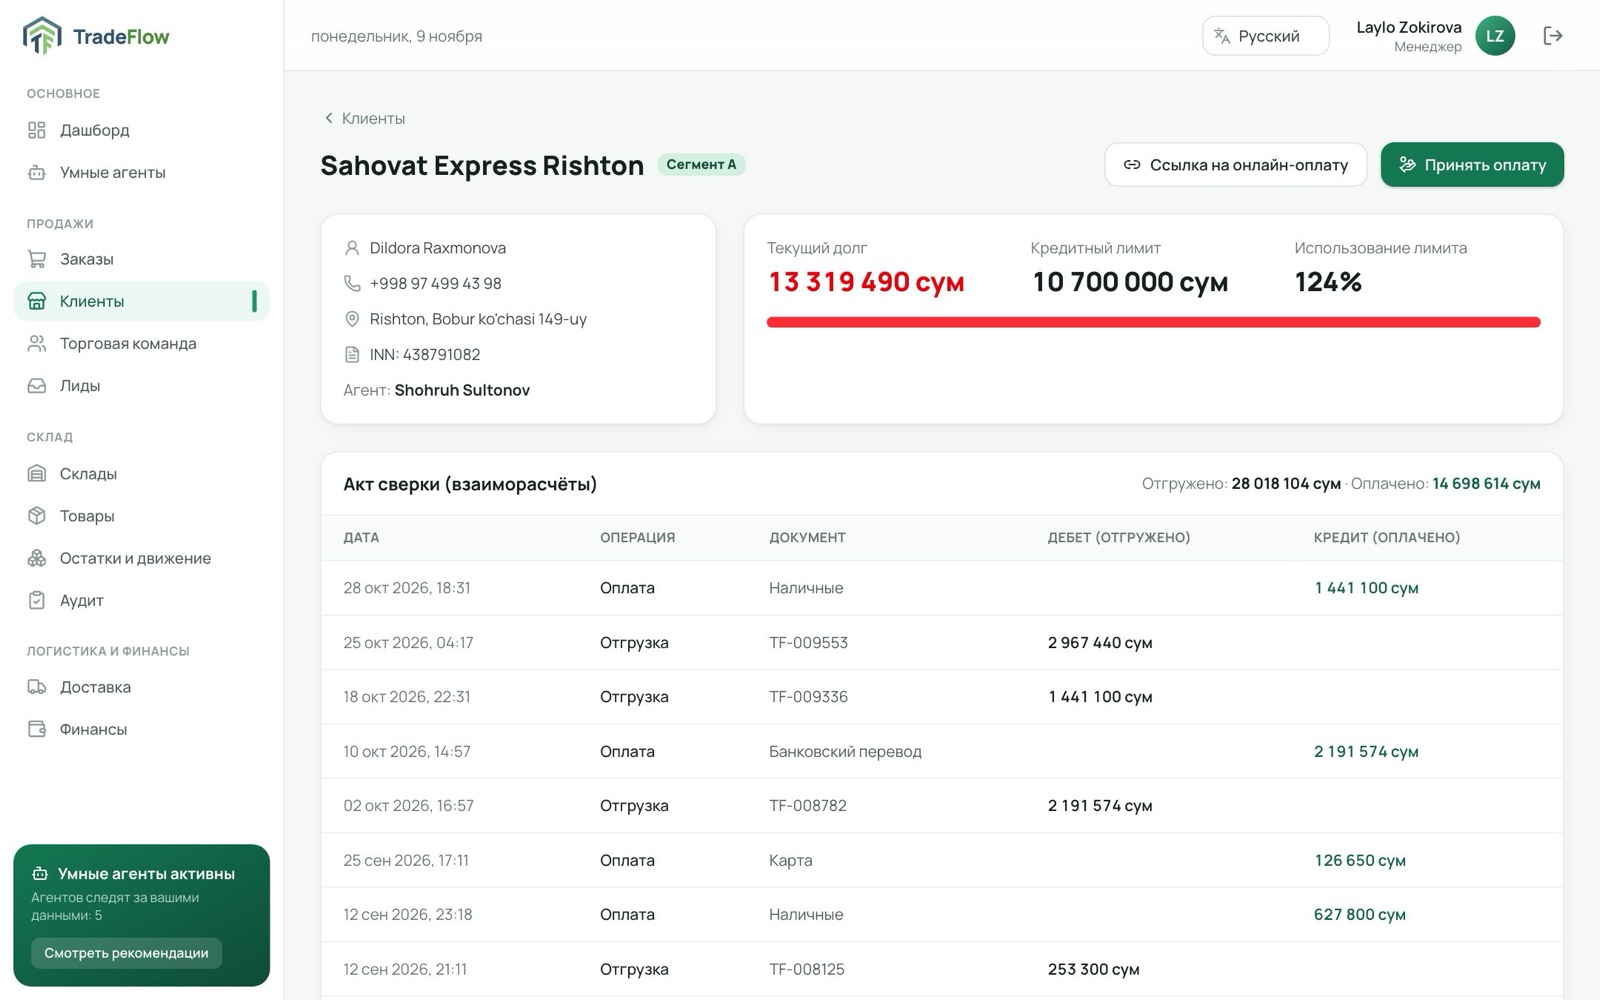 TradeFlow
ОСНОВНОЕ
Дашборд
Умные агенты
ПРОДАЖИ
Заказы
Клиенты
Торговая команда
Лиды
СКЛАД
Склады
Товары
Остатки и движение
Аудит
ЛОГИСТИКА И ФИНАНСЫ
Доставка
Финансы
Умные агенты активны
Агентов следят за вашими
данными: 5
Смотреть рекомендации
понедельник, 9 ноября
Русский
Laylo Zokirova
Менеджер
LZ
Клиенты
Sahovat Express Rishton
Сегмент A
Ссылка на онлайн-оплату
Принять оплату
Dildora Raxmonova
+998 97 499 43 98
Rishton, Bobur ko'chasi 149-uy
INN: 438791082
Агент: Shohruh Sultonov
Текущий долг
13 319 490 сум
Кредитный лимит
10 700 000 сум
Использование лимита
124%
Акт сверки (взаиморасчёты)
Отгружено: 28 018 104 сум · Оплачено: 14 698 614 сум
ДАТА ОПЕРАЦИЯ ДОКУМЕНТ ДЕБЕТ (ОТГРУЖЕНО) КРЕДИТ (ОПЛАЧЕНО)
28 окт 2026, 18:31 Оплата Наличные 1 441 100 сум
25 окт 2026, 04:17 Отгрузка TF-009553 2 967 440 сум
18 окт 2026, 22:31 Отгрузка TF-009336 1 441 100 сум
10 окт 2026, 14:57 Оплата Банковский перевод 2 191 574 сум
02 окт 2026, 16:57 Отгрузка TF-008782 2 191 574 сум
25 сен 2026, 17:11 Оплата Карта 126 650 сум
12 сен 2026, 23:18 Оплата Наличные 627 800 сум
12 сен 2026, 21:11 Отгрузка TF-008125 253 300 сум